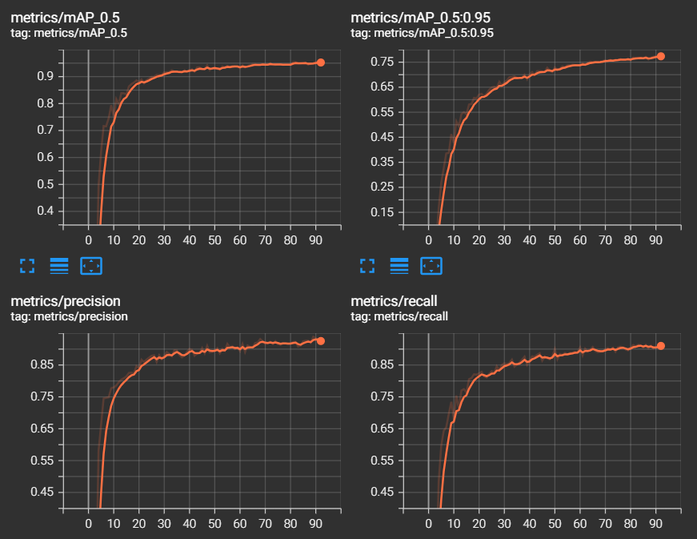 metrics/mAP_0.5
tag: metrics/mAP_0.5
0.9
0.8
0.7
0.6
0.5
0.4
0 10 20 30 40 50 60 70 80 90
metrics/mAP_0.5:0.95
tag: metrics/mAP_0.5:0.95
0.75
0.65
0.55
0.45
0.35
0.25
0.15
0 10 20 30 40 50 60 70 80 90
metrics/precision
tag: metrics/precision
0.85
0.75
0.65
0.55
0.45
0 10 20 30 40 50 60 70 80 90
metrics/recall
tag: metrics/recall
0.85
0.75
0.65
0.55
0.45
0 10 20 30 40 50 60 70 80 90